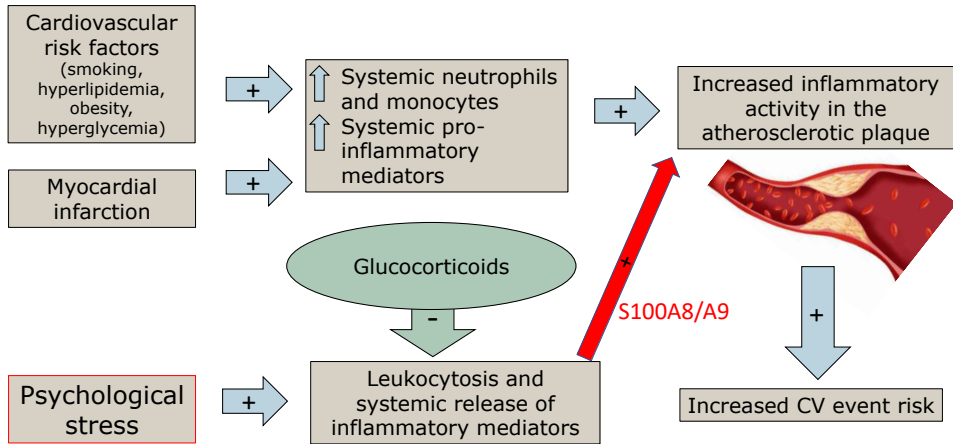 Cardiovascular
risk factors
(smoking,
hyperlipidemia,
obesity,
hyperglycemia)
+
Systemic neutrophils
and monocytes
Systemic pro-
inflammatory
mediators
+
Increased inflammatory
activity in the
atherosclerotic plaque
Myocardial
infarction
+
Glucocorticoids
-
+
S100A8/A9
+
Psychological
stress
+
Leukocytosis and
systemic release of
inflammatory mediators
Increased CV event risk